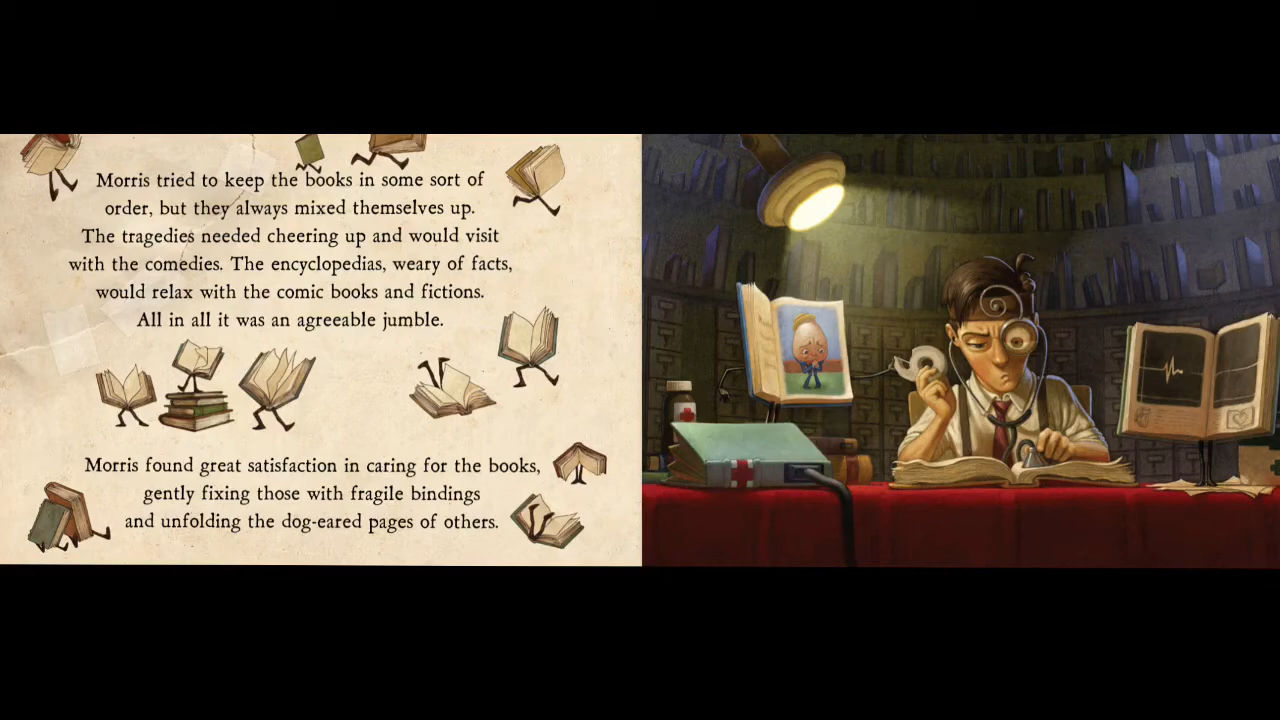 Morris tried to keep the books in some sort of
order, but they always mixed themselves up.
The tragedies needed cheering up and would visit
with the comedies. The encyclopedias, weary of facts,
would relax with the comic books and fictions.
All in all it was an agreeable jumble.
Morris found great satisfaction in caring for the books,
gently fixing those with fragile bindings
and unfolding the dog-eared pages of others.